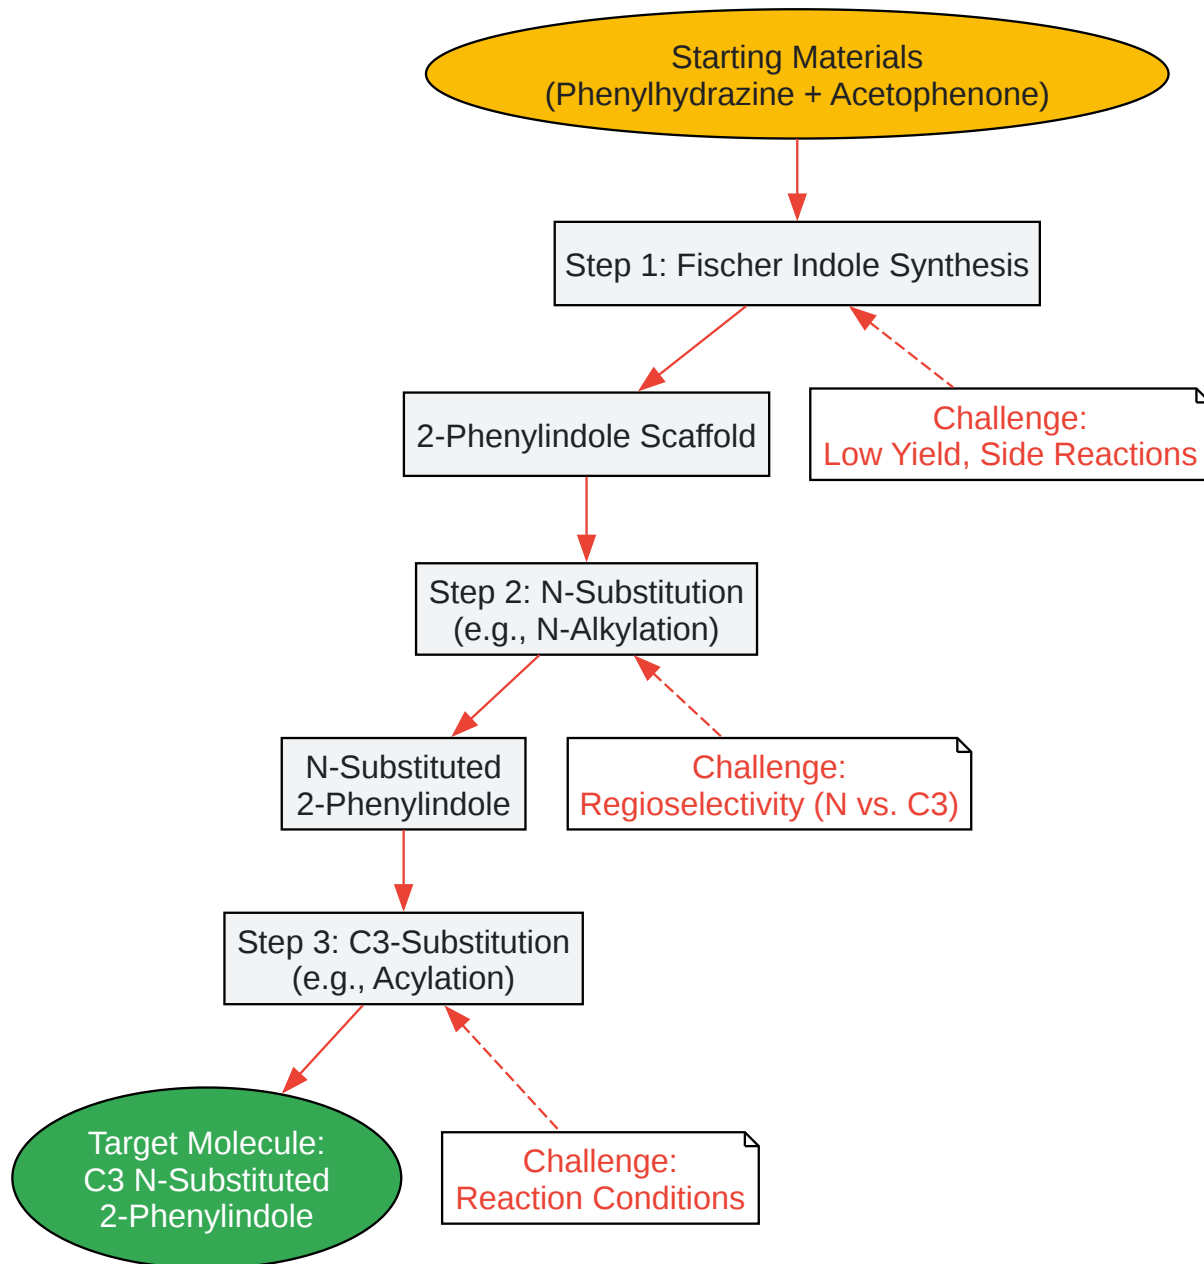 Starting Materials
(Phenylhydrazine + Acetophenone)
Step 1: Fischer Indole Synthesis
2-Phenylindole Scaffold
Challenge:
Low Yield, Side Reactions
Step 2: N-Substitution
(e.g., N-Alkylation)
N-Substituted
2-Phenylindole
Challenge:
Regioselectivity (N vs. C3)
Step 3: C3-Substitution
(e.g., Acylation)
Target Molecule:
C3 N-Substituted
2-Phenylindole
Challenge:
Reaction Conditions